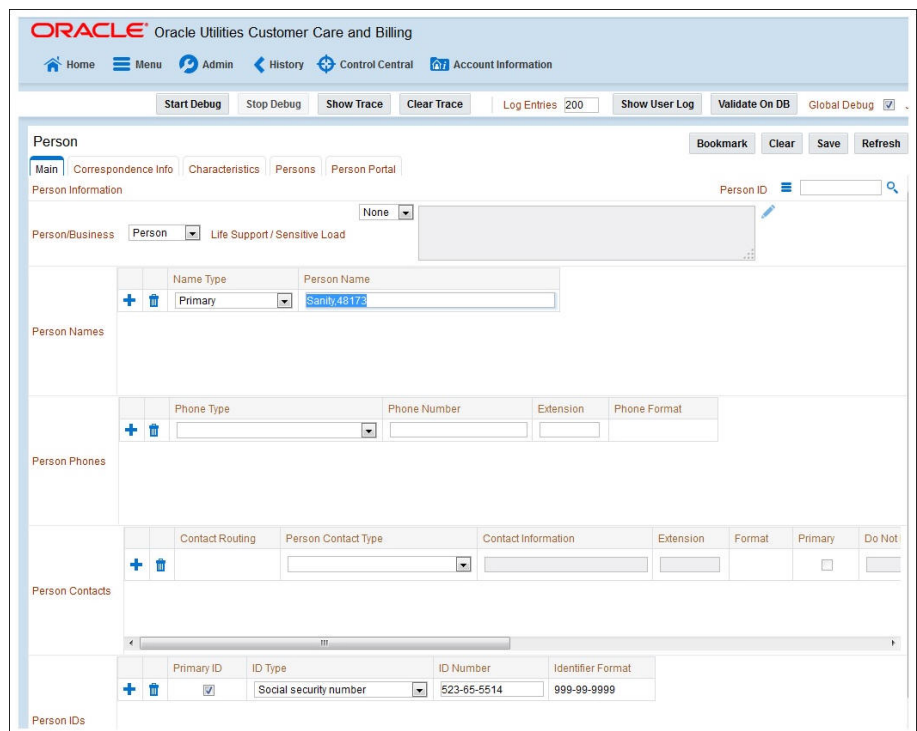 ORACLE Oracle Utilities Customer Care and Billing
Home Menu Admin History Control Central Account Information
Start Debug Stop Debug Show Trace Clear Trace Log Entries 200 Show User Log Validate On DB Global Debug
Person Bookmark Clear Save Refresh
Main Correspondence Info Characteristics Persons Person Portal
Person Information Person ID
None
Person/Business Person Life Support / Sensitive Load
Name Type Person Name
Primary Sanity,48173
Person Names
Phone Type Phone Number Extension Phone Format
Person Phones
Contact Routing Person Contact Type Contact Information Extension Format Primary Do Not
Person Contacts
Primary ID ID Type ID Number Identifier Format
Social security number 523-65-5514 999-99-9999
Person IDs